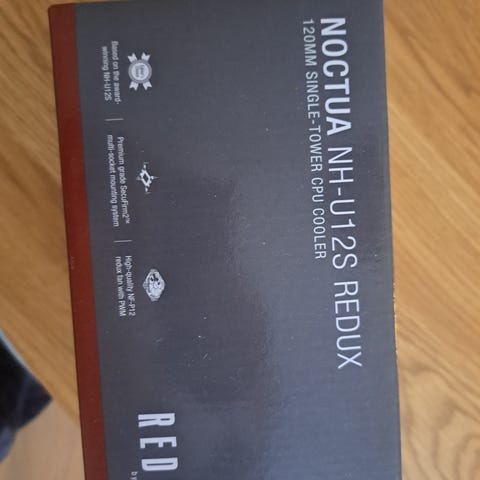 NOCTUA NH-U12S REDUX
120MM SINGLE-TOWER CPU COOLER
Based on the award-
winning NH-U12S
Premium grade SecuFirm2™
multi-socket mounting system
High-quality NF-P12
redux fan with PWM
RED
by